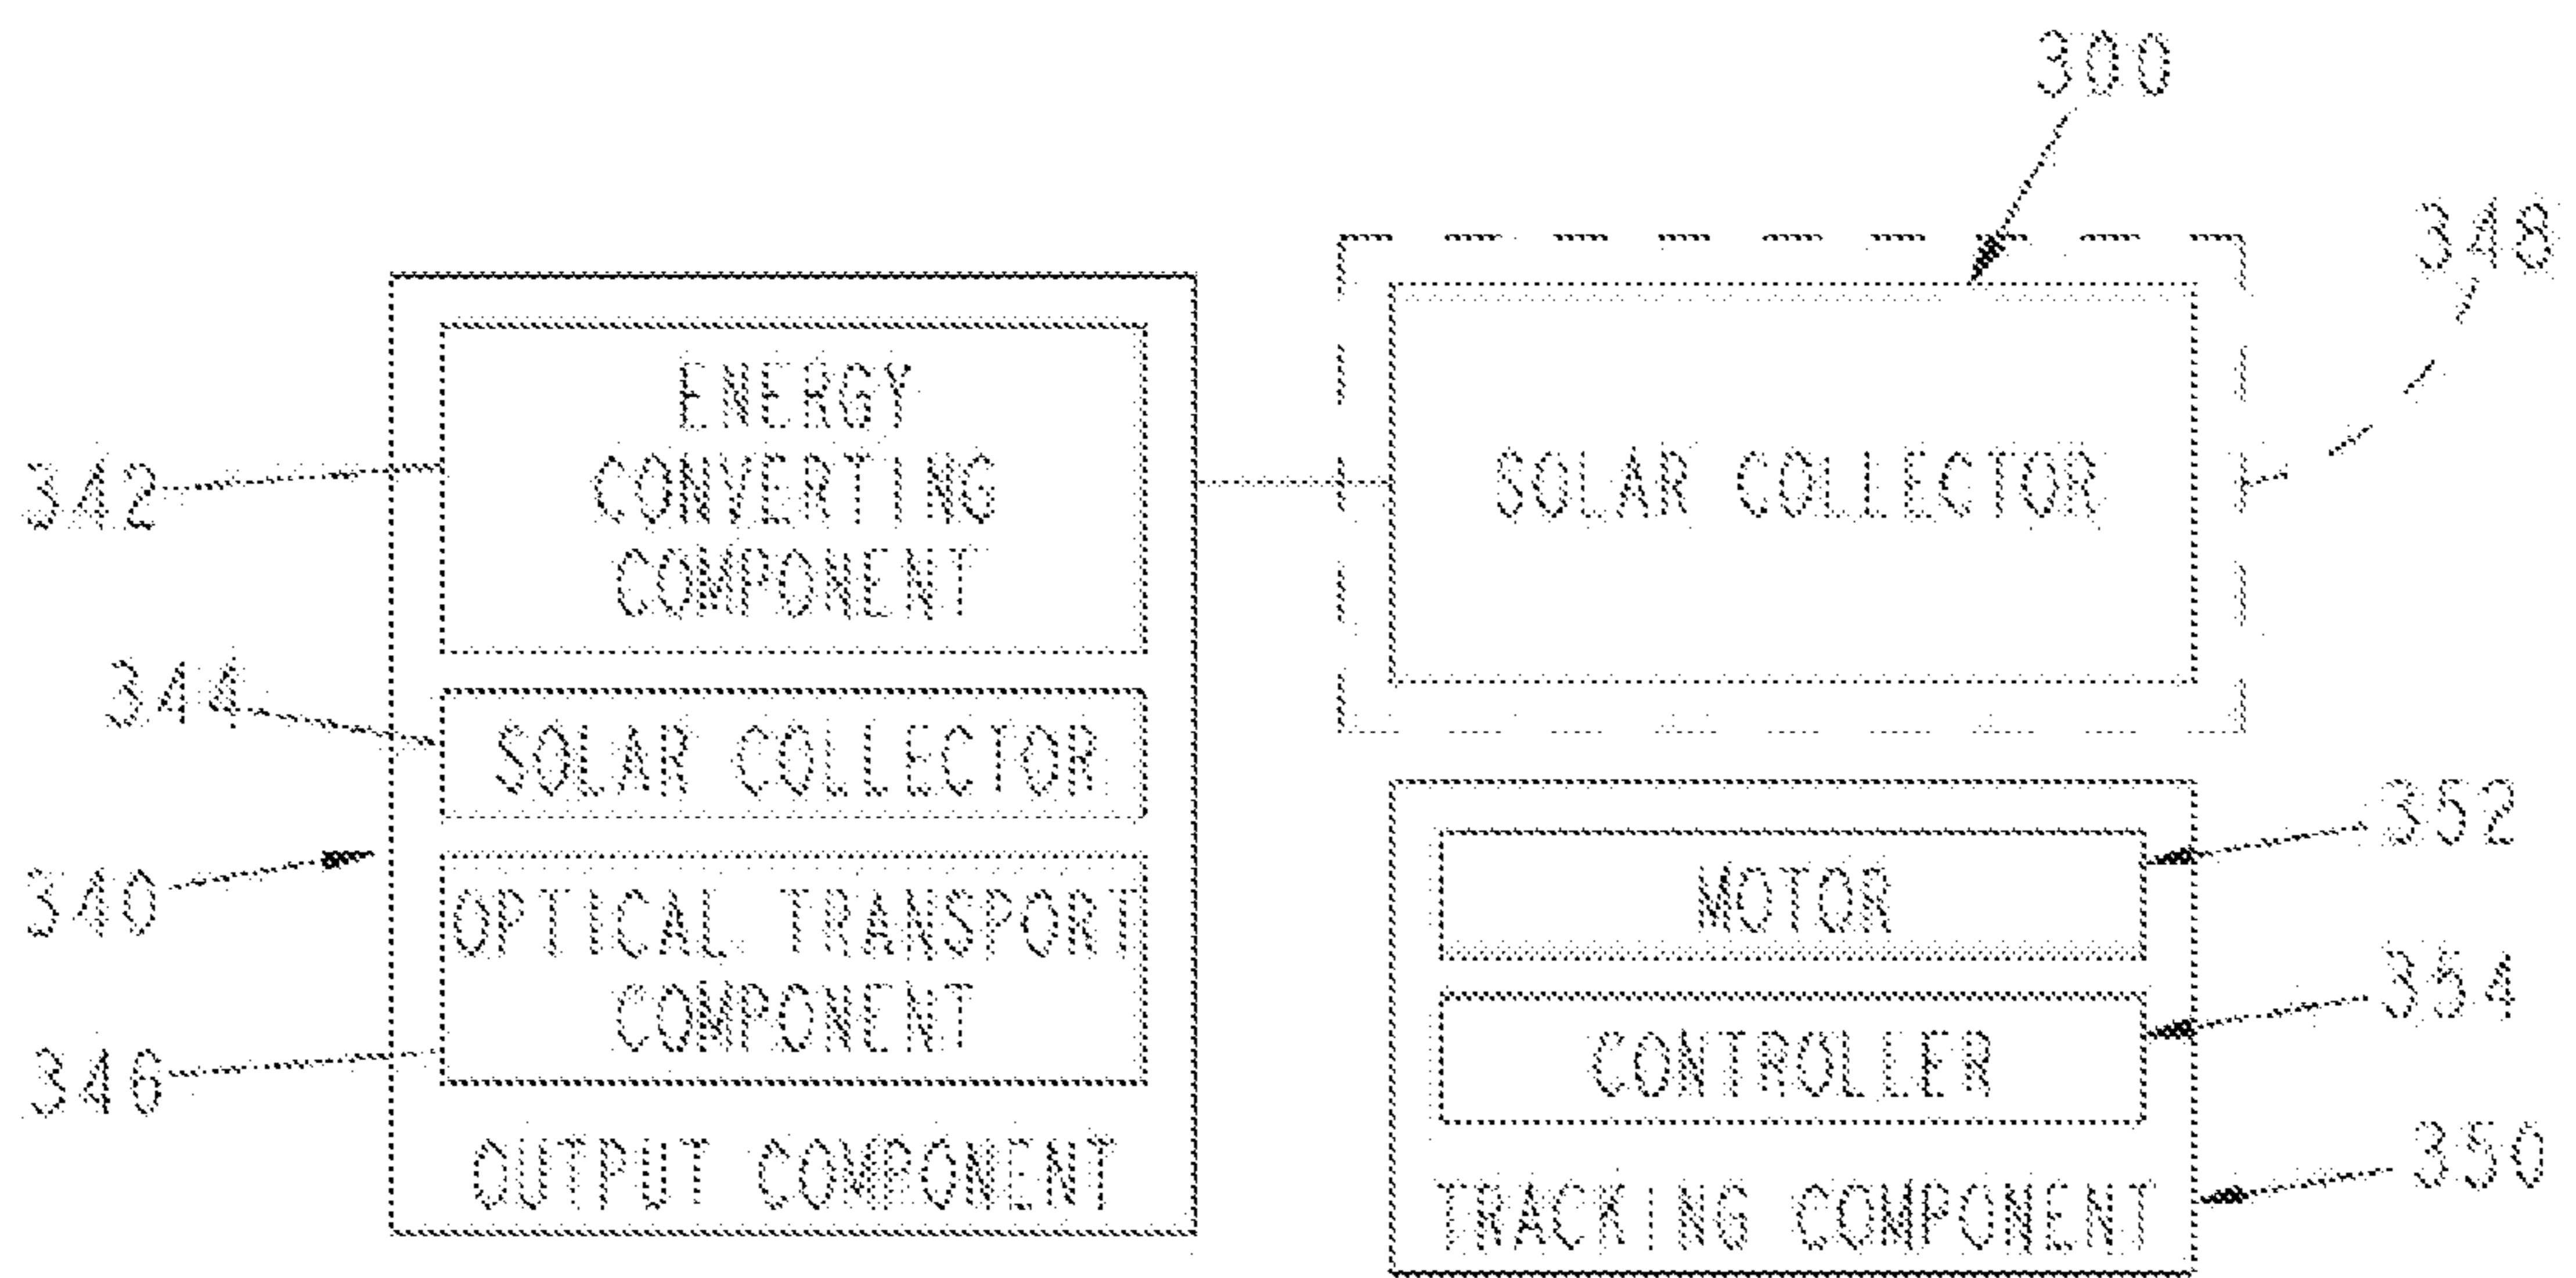 300
348
ENERGY
CONVERTING
COMPONENT
342
SOLAR COLLECTOR
344
SOLAR COLLECTOR
340
OPTICAL TRANSPORT
COMPONENT
346
OUTPUT COMPONENT
352
MOTOR
354
CONTROLLER
350
TRACKING COMPONENT